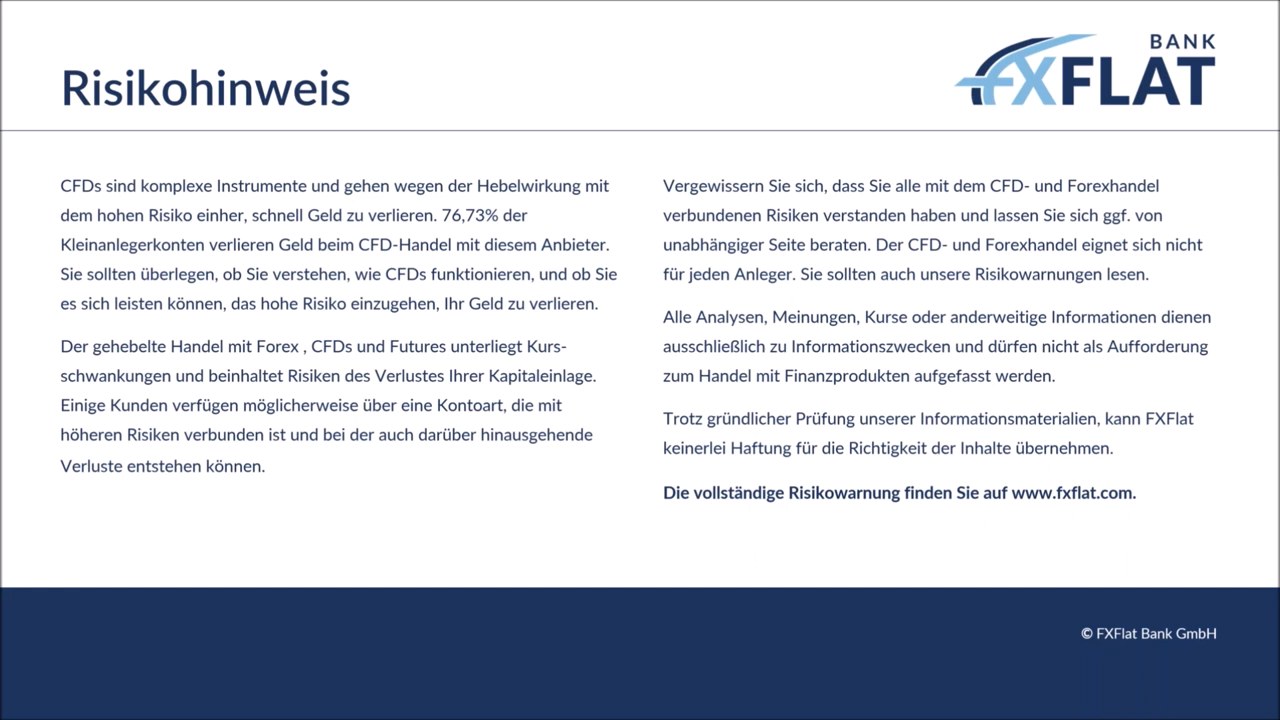 Risikohinweis
BANK
FXFLAT
CFDs sind komplexe Instrumente und gehen wegen der Hebelwirkung mit
dem hohen Risiko einher, schnell Geld zu verlieren. 76,73% der
Kleinanlegerkonten verlieren Geld beim CFD-Handel mit diesem Anbieter.
Sie sollten überlegen, ob Sie verstehen, wie CFDs funktionieren, und ob Sie
es sich leisten können, das hohe Risiko einzugehen, Ihr Geld zu verlieren.
Der gehebelte Handel mit Forex , CFDs und Futures unterliegt Kurs-
schwankungen und beinhaltet Risiken des Verlustes Ihrer Kapitaleinlage.
Einige Kunden verfügen möglicherweise über eine Kontoart, die mit
höheren Risiken verbunden ist und bei der auch darüber hinausgehende
Verluste entstehen können.
Vergewissern Sie sich, dass Sie alle mit dem CFD- und Forexhandel
verbundenen Risiken verstanden haben und lassen Sie sich ggf. von
unabhängiger Seite beraten. Der CFD- und Forexhandel eignet sich nicht
für jeden Anleger. Sie sollten auch unsere Risikowarnungen lesen.
Alle Analysen, Meinungen, Kurse oder anderweitige Informationen dienen
ausschließlich zu Informationszwecken und dürfen nicht als Aufforderung
zum Handel mit Finanzprodukten aufgefasst werden.
Trotz gründlicher Prüfung unserer Informationsmaterialien, kann FXFlat
keinerlei Haftung für die Richtigkeit der Inhalte übernehmen.
Die vollständige Risikowarnung finden Sie auf www.fxflat.com.
© FXFlat Bank GmbH